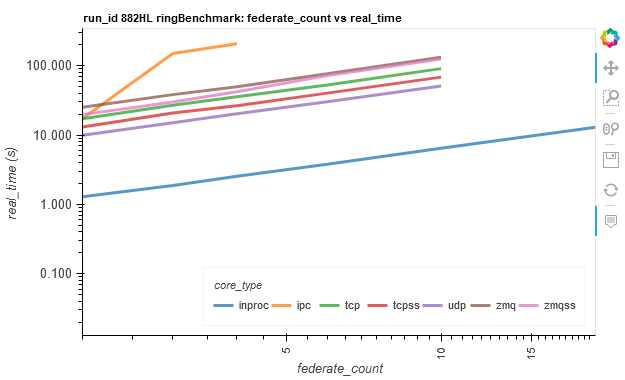 run_id 882HL ringBenchmark: federate_count vs real_time
100.000
10.000
1.000
0.100
real_time (s)
core_type
inproc ipc tcp tcpss udp zmq zmqss
5 10 15
federate_count